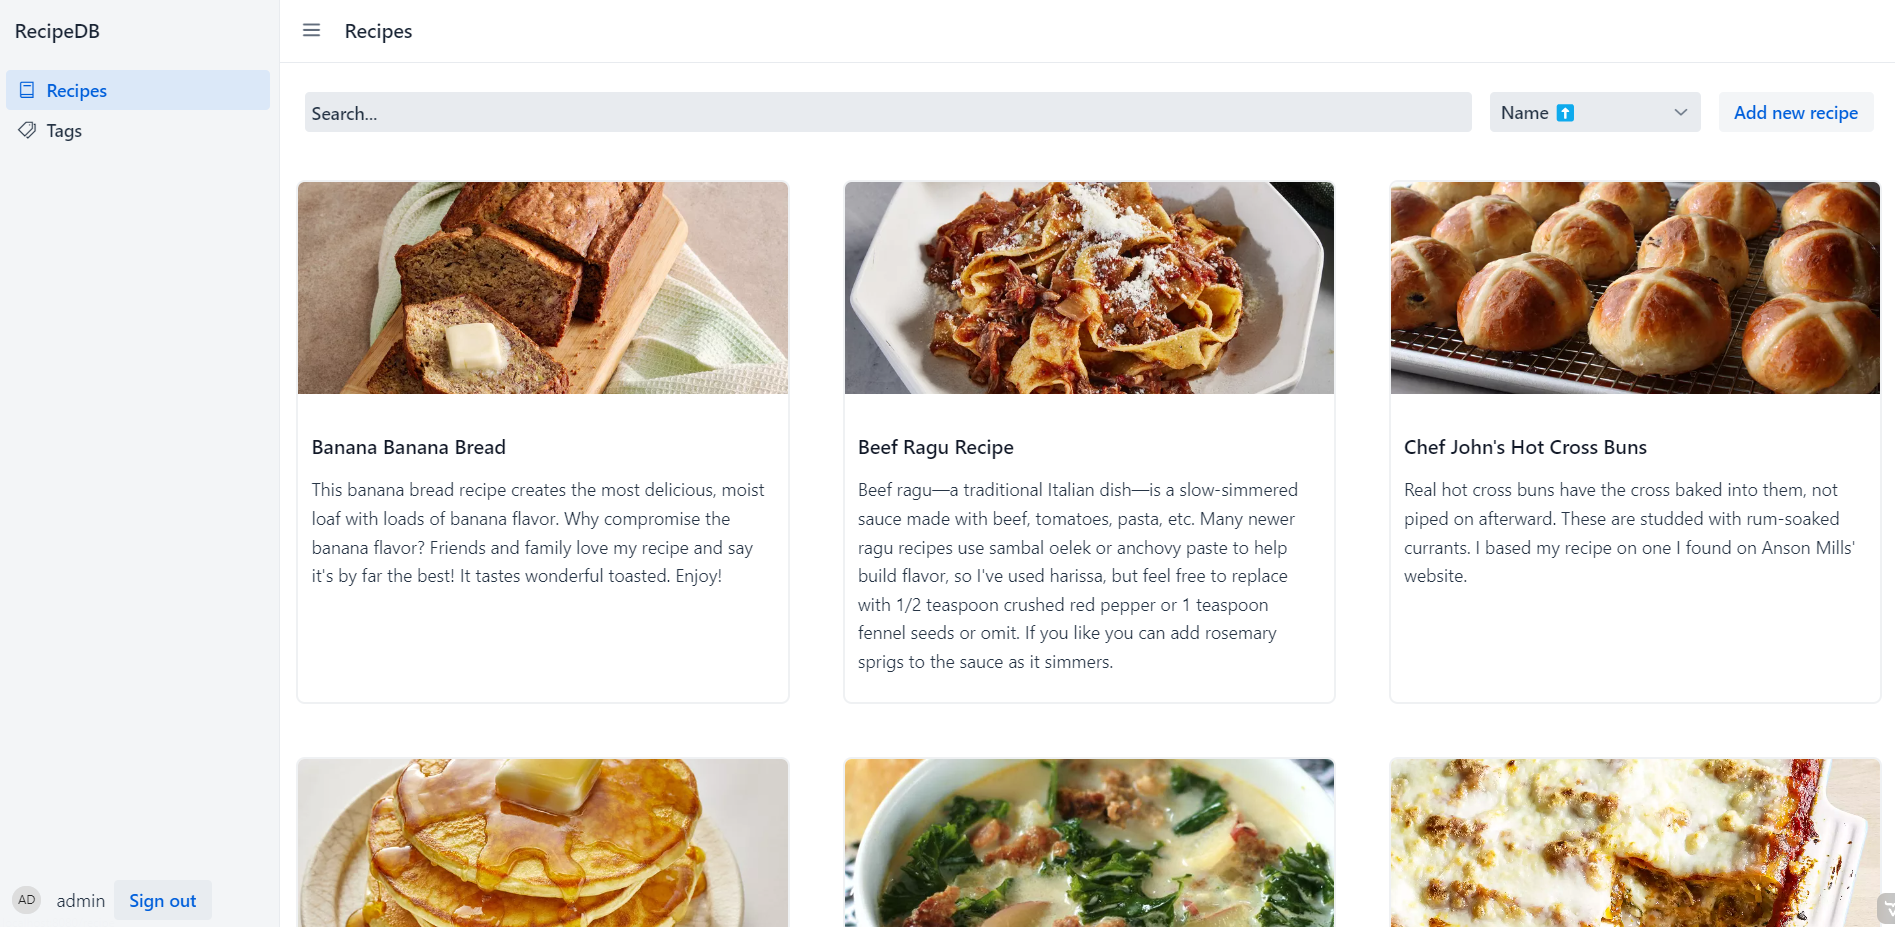 RecipeDB
Recipes
Tags
AD admin Sign out
Recipes
Search...
Name
Add new recipe
Banana Banana Bread
This banana bread recipe creates the most delicious, moist
loaf with loads of banana flavor. Why compromise the
banana flavor? Friends and family love my recipe and say
it's by far the best! It tastes wonderful toasted. Enjoy!
Beef Ragu Recipe
Beef ragu—a traditional Italian dish—is a slow-simmered
sauce made with beef, tomatoes, pasta, etc. Many newer
ragu recipes use sambal oelek or anchovy paste to help
build flavor, so I've used harissa, but feel free to replace
with 1/2 teaspoon crushed red pepper or 1 teaspoon
fennel seeds or omit. If you like you can add rosemary
sprigs to the sauce as it simmers.
Chef John's Hot Cross Buns
Real hot cross buns have the cross baked into them, not
piped on afterward. These are studded with rum-soaked
currants. I based my recipe on one I found on Anson Mills'
website.